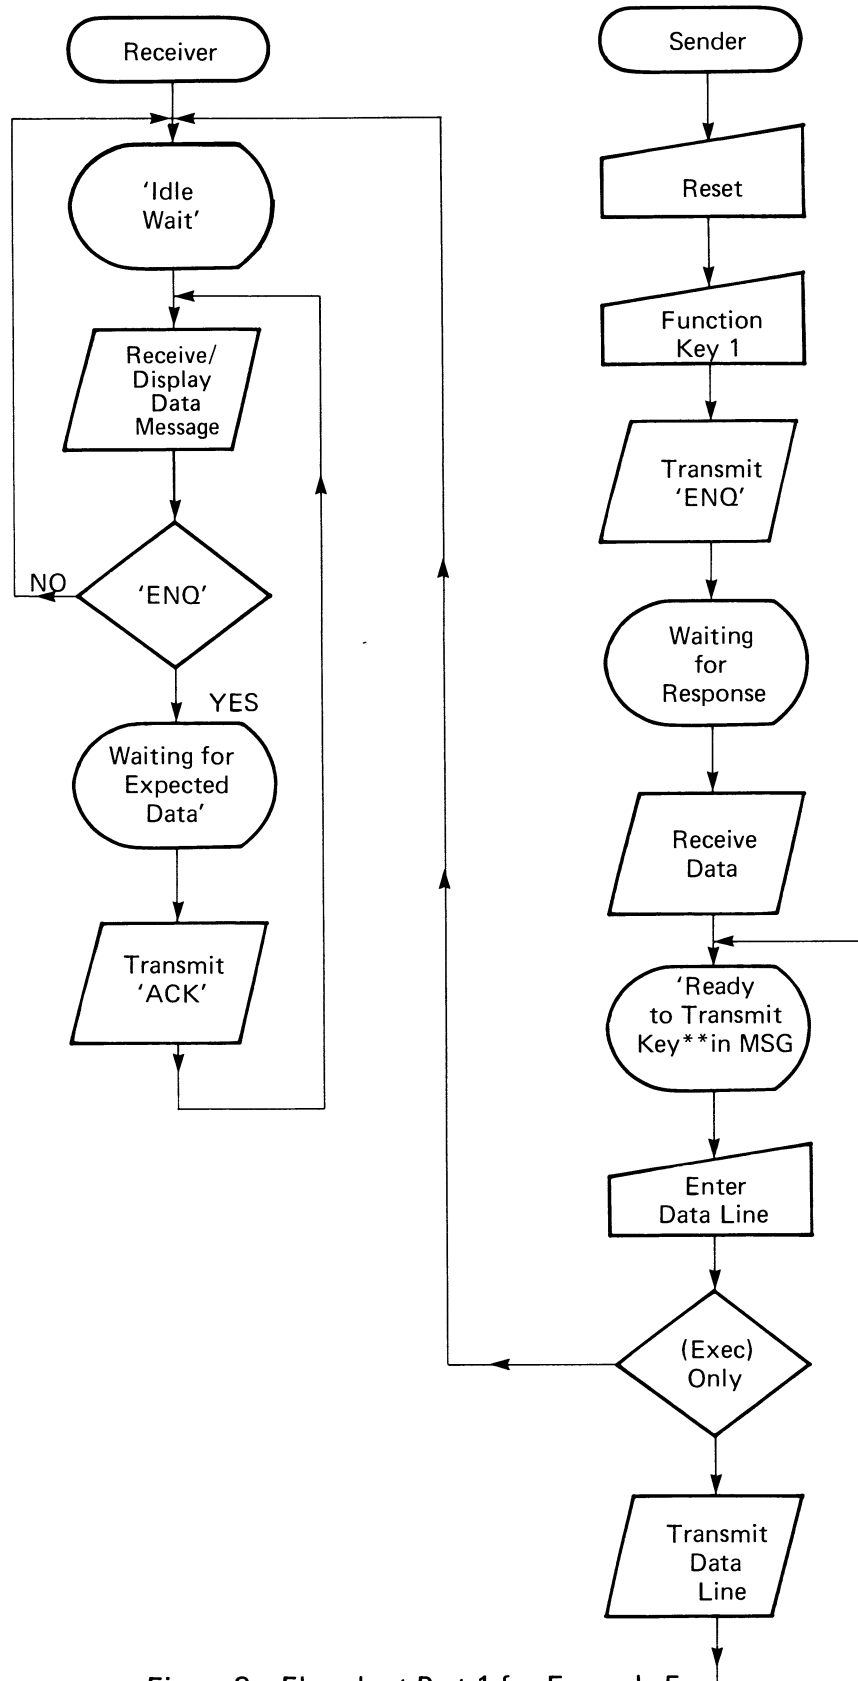 Receiver
'Idle
Wait'
Receive/
Display
Data
Message
'ENQ'
NO
YES
Waiting for
Expected
Data'
Transmit
'ACK'
Sender
Reset
Function
Key 1
Transmit
'ENQ'
Waiting
for
Response
Receive
Data
'Ready
to Transmit
Key**in MSG
Enter
Data Line
(Exec)
Only
Transmit
Data
Line